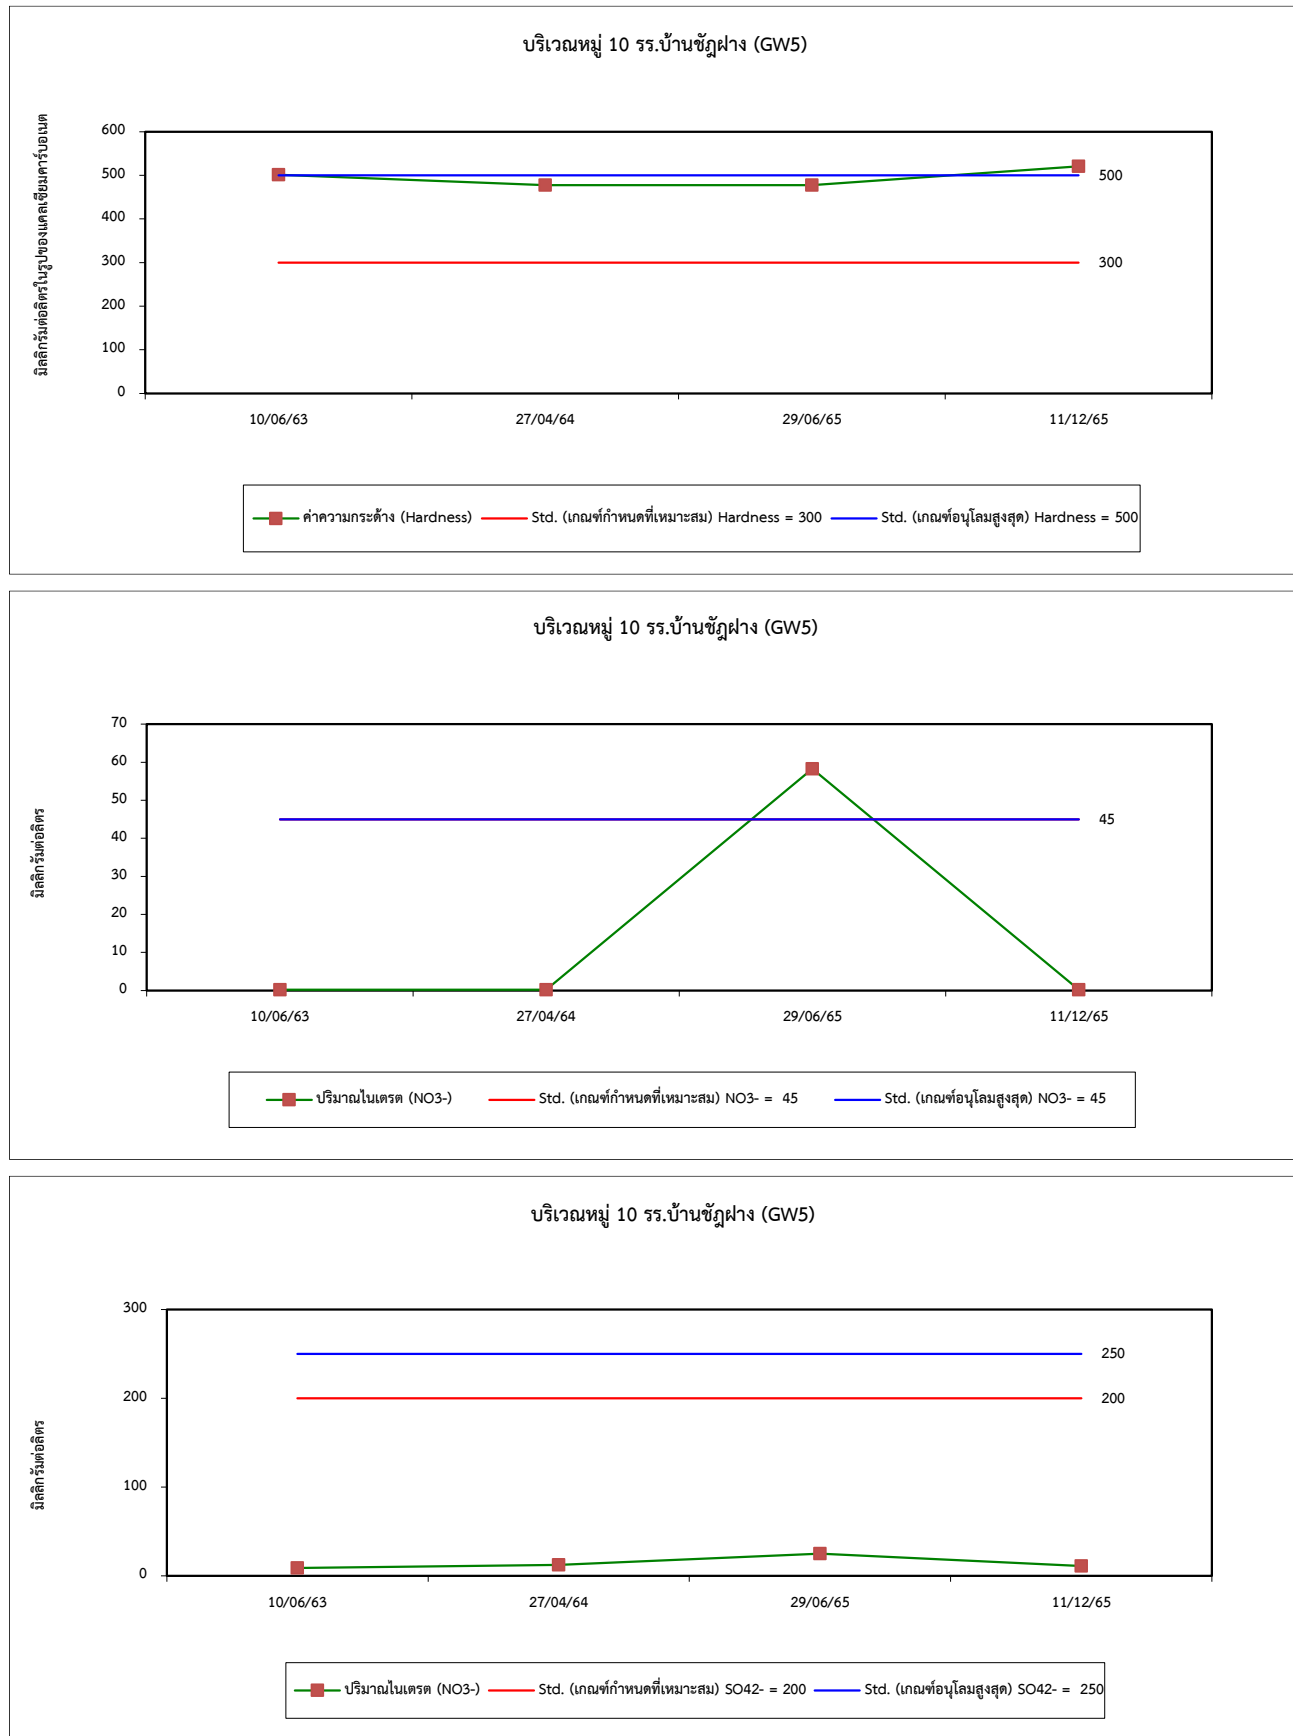 บริเวณหมู่ 10 รร.บ้านชัฎฝาง (GW5)
มิลลิกรัมต่อลิตรในรูปของแคลเซียมคาร์บอเนต
600
500
400
300
200
100
0
500
300
10/06/63 27/04/64 29/06/65 11/12/65
ค่าความกระด้าง (Hardness) Std. (เกณฑ์กำหนดที่เหมาะสม) Hardness = 300 Std. (เกณฑ์อนุโลมสูงสุด) Hardness = 500
บริเวณหมู่ 10 รร.บ้านชัฎฝาง (GW5)
มิลลิกรัมต่อลิตร
70
60
50
40
30
20
10
0
45
10/06/63 27/04/64 29/06/65 11/12/65
ปริมาณไนเตรต (NO3-) Std. (เกณฑ์กำหนดที่เหมาะสม) NO3- = 45 Std. (เกณฑ์อนุโลมสูงสุด) NO3- = 45
บริเวณหมู่ 10 รร.บ้านชัฎฝาง (GW5)
มิลลิกรัมต่อลิตร
300
200
100
0
250
200
10/06/63 27/04/64 29/06/65 11/12/65
ปริมาณไนเตรต (NO3-) Std. (เกณฑ์กำหนดที่เหมาะสม) SO42- = 200 Std. (เกณฑ์อนุโลมสูงสุด) SO42- = 250